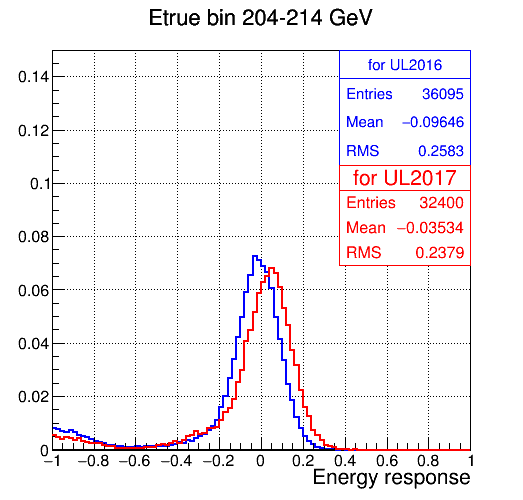 Etrue bin 204-214 GeV
for UL2016
Entries 36095
Mean −0.09646
RMS 0.2583
for UL2017
Entries 32400
Mean −0.03534
RMS 0.2379
0.14
0.12
0.1
0.08
0.06
0.04
0.02
0
−1 −0.8 −0.6 −0.4 −0.2 0 0.2 0.4 0.6 0.8 1
Energy response